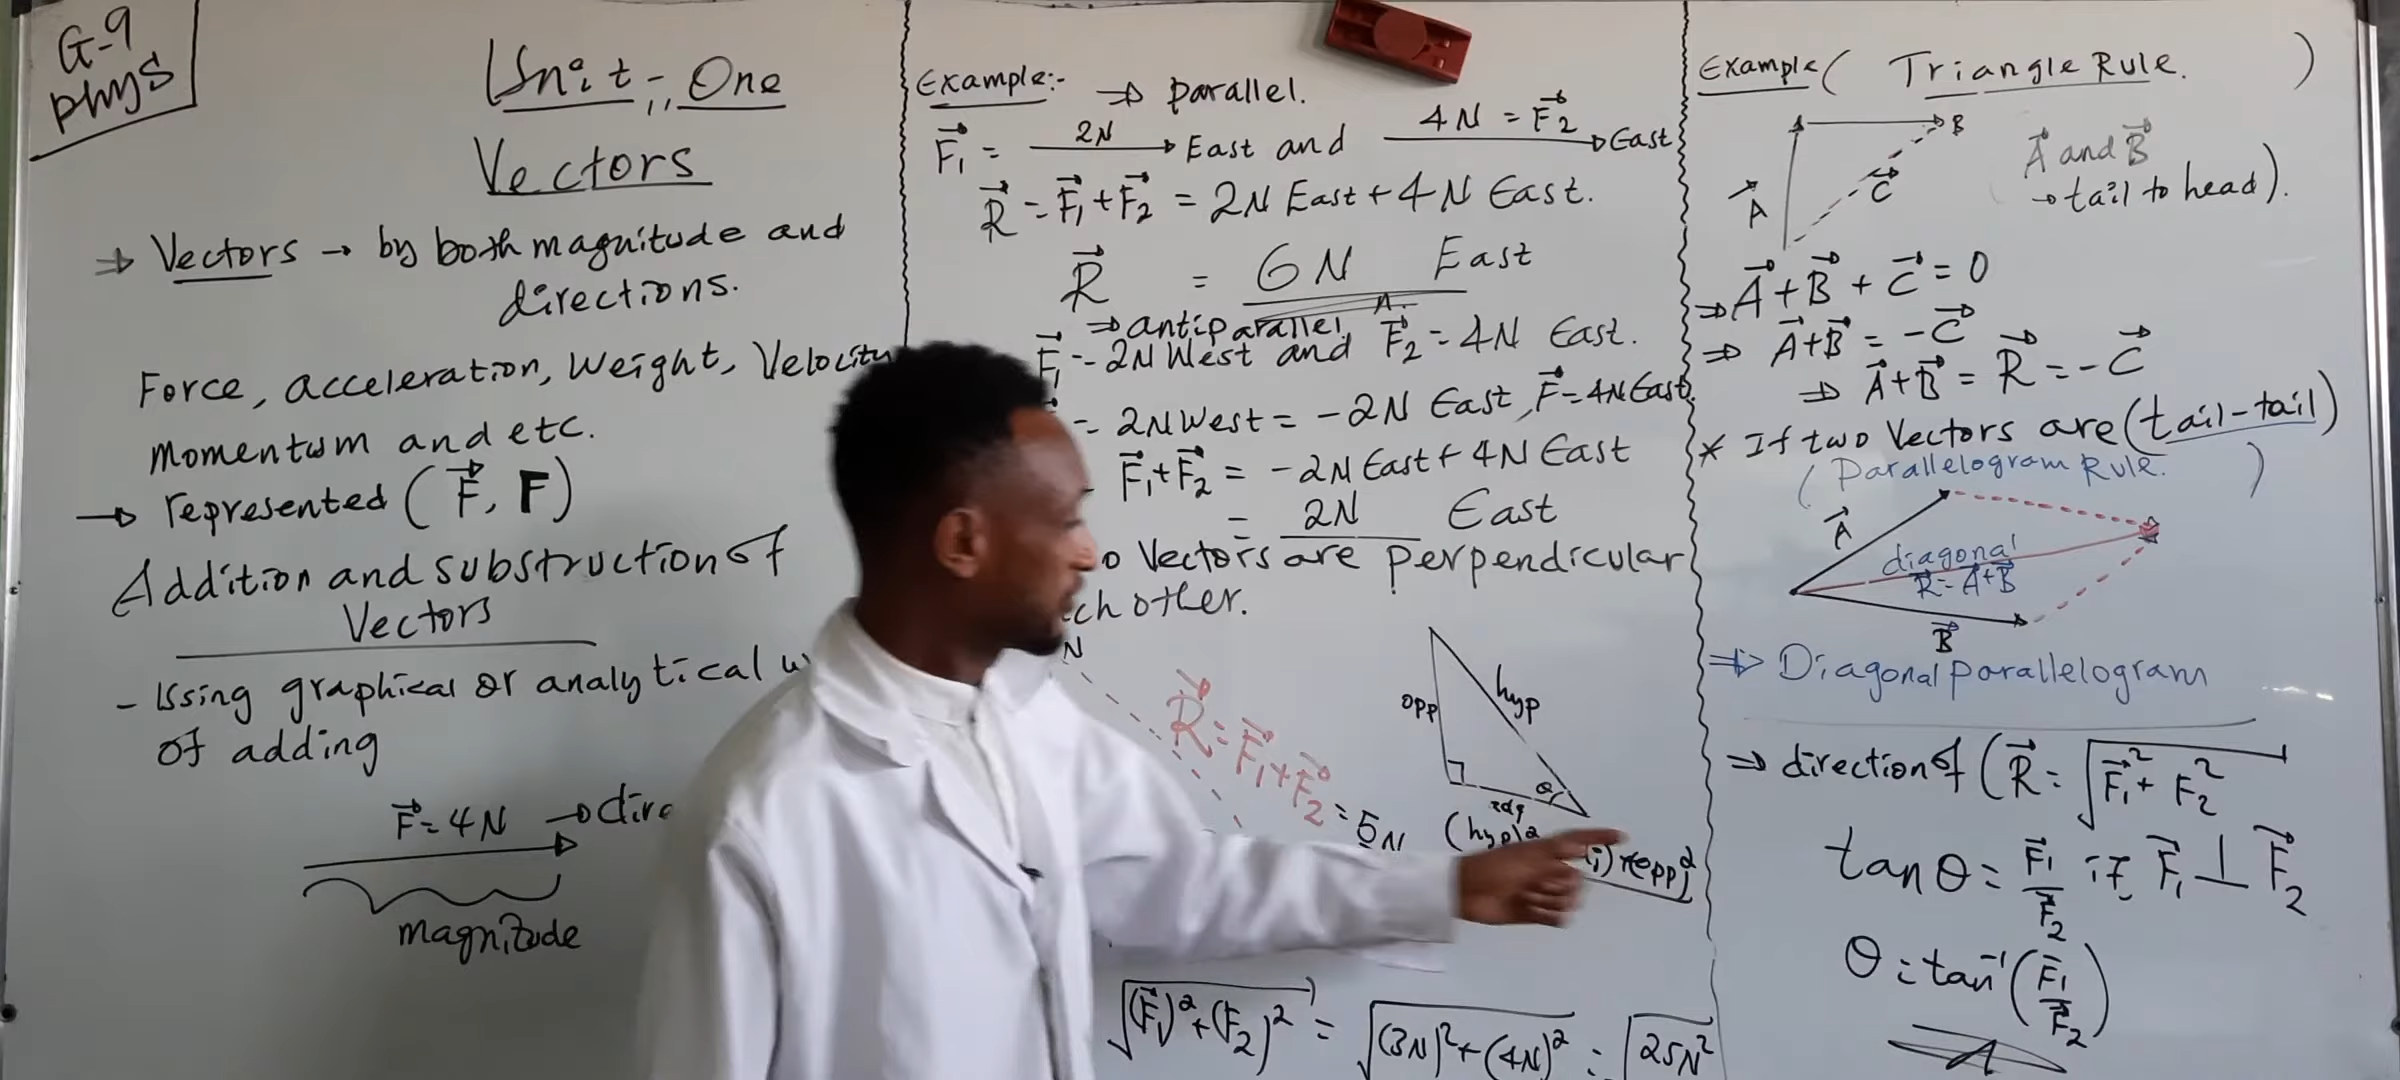 G-9
phys
Unit:, One
Vectors
⇒ Vectors → by both magnitude and
directions.
Force, acceleration, Weight, Velocity
Momentum and etc.
→ represented (F⃗, F)
Addition and substruction of
Vectors
- Using graphical or analytical
of adding
F⃗ = 4N →
magnitude
Example:- ⇒ parallel.
F⃗₁ = 2N East and 4N = F⃗₂ East
R⃗ = F⃗₁ + F⃗₂ = 2N East + 4N East.
R⃗ = 6N East
⇒ antiparallel
F⃗₁ = 2N West and F⃗₂ = 4N East.
= 2N West = -2N East, F⃗ = 4N East.
F⃗₁ + F⃗₂ = -2N East + 4N East
= 2N East
Vectors are perpendicular
other.
N
R⃗ = F⃗₁ + F⃗₂ = 5N
opp
hyp
θ
adj
(hyp)²
opp²
√(F⃗₁)² + (F₂)² = √(3N)² + (4N)² = √25N²
Example ( Triangle Rule. )
B
A⃗
C⃗
A⃗ and B⃗
→ tail to head).
⇒ A⃗ + B⃗ + C⃗ = 0
⇒ A⃗ + B⃗ = -C⃗
⇒ A⃗ + B⃗ = R⃗ = -C⃗
* If two Vectors are (tail-tail)
(Parallelogram Rule. )
A⃗
diagonal
R⃗ = A⃗ + B⃗
B⃗
⇒ Diagonal parallelogram
⇒ direction of (R⃗ = √F⃗₁² + F₂²
tan θ = F⃗₁/F⃗₂ if F⃗₁ ⊥ F⃗₂
θ = tan⁻¹(F⃗₁/F⃗₂)